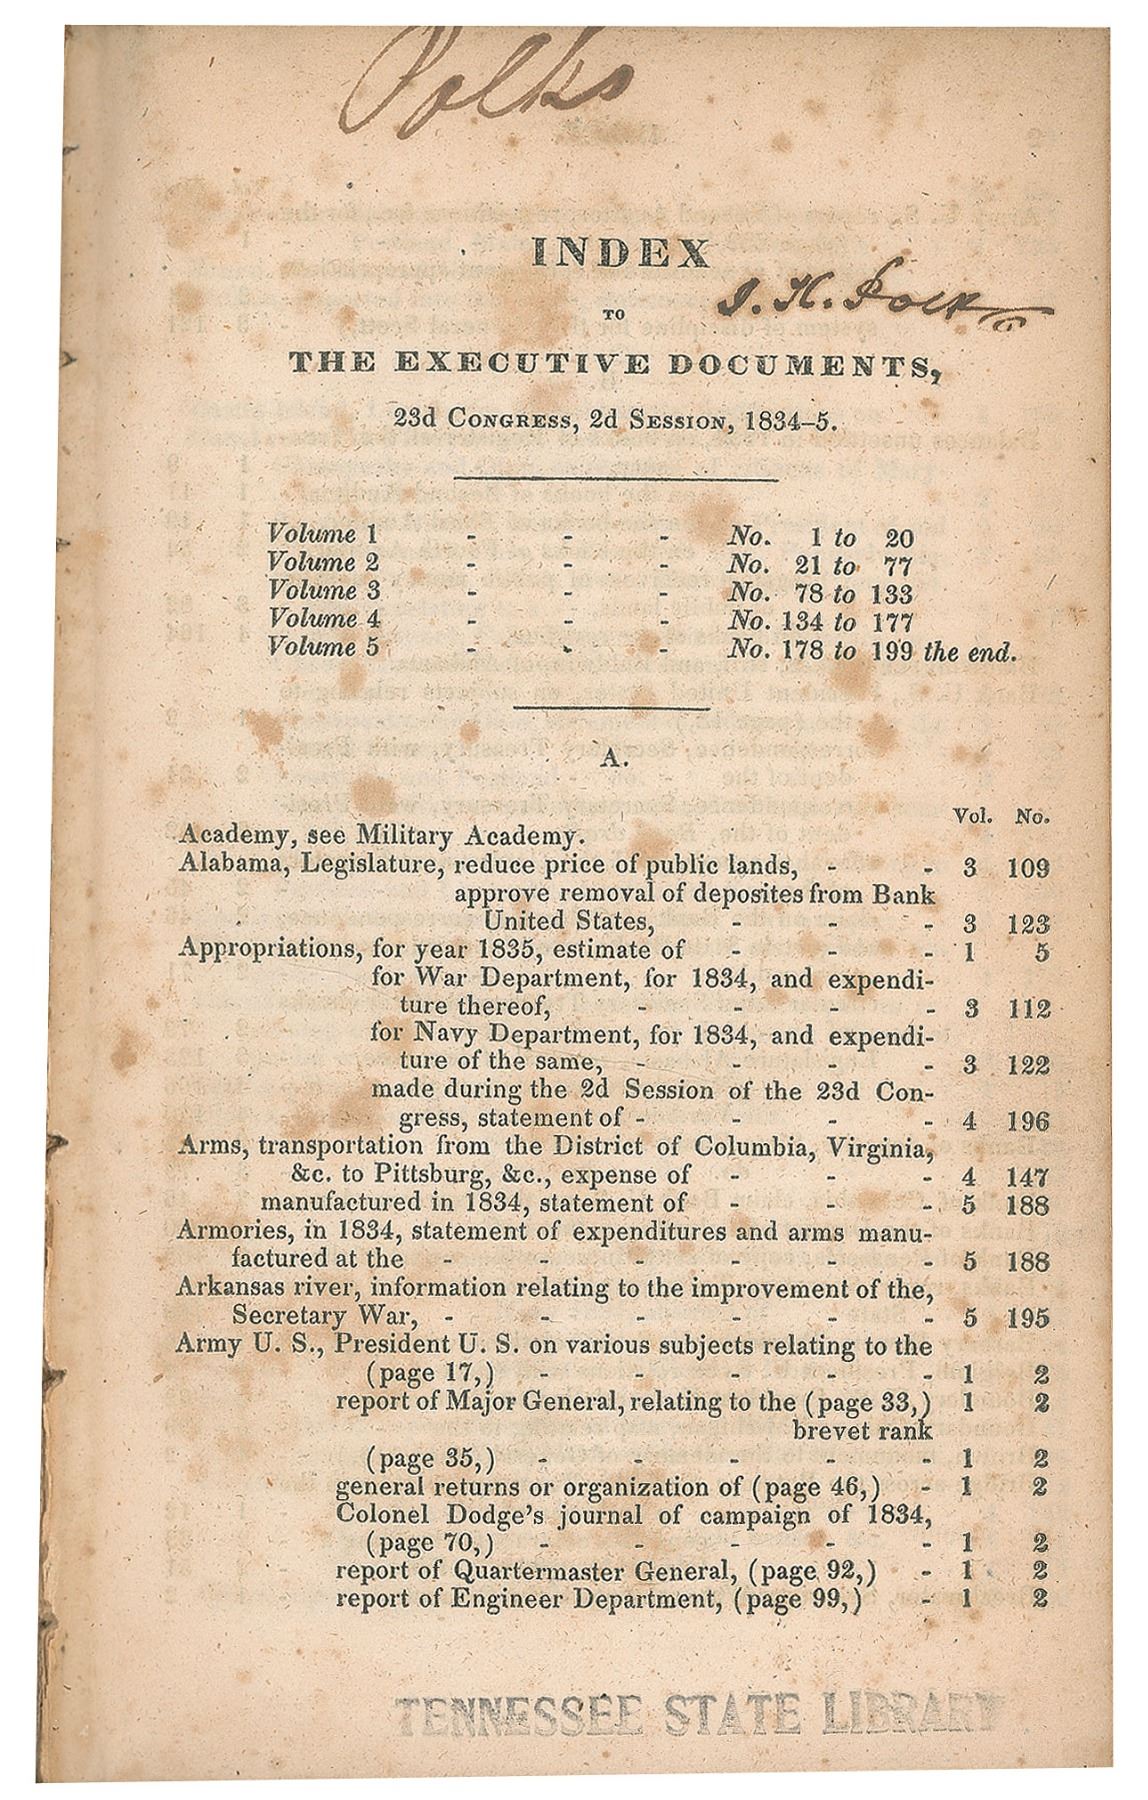 Polks
INDEX
J. K. Polk
TO
THE EXECUTIVE DOCUMENTS,
23d CONGRESS, 2d SESSION, 1834-5.
Volume 1 - - - No. 1 to 20
Volume 2 - - - No. 21 to 77
Volume 3 - - - No. 78 to 133
Volume 4 - - - No. 134 to 177
Volume 5 - - - No. 178 to 199 the end.
A.
Vol. No.
Academy, see Military Academy.
Alabama, Legislature, reduce price of public lands, - - 3 109
approve removal of deposites from Bank
United States, - - - 3 123
Appropriations, for year 1835, estimate of - - - 1 5
for War Department, for 1834, and expendi-
ture thereof, - - - - 3 112
for Navy Department, for 1834, and expendi-
ture of the same, - - - - 3 122
made during the 2d Session of the 23d Con-
gress, statement of - - - - 4 196
Arms, transportation from the District of Columbia, Virginia,
&c. to Pittsburg, &c., expense of - - - 4 147
manufactured in 1834, statement of - - - 5 188
Armories, in 1834, statement of expenditures and arms manu-
factured at the - - - - - - 5 188
Arkansas river, information relating to the improvement of the,
Secretary War, - - - - - - 5 195
Army U. S., President U. S. on various subjects relating to the
(page 17,) - - - - - 1 2
report of Major General, relating to the (page 33,) 1 2
brevet rank
(page 35,) - - - - - 1 2
general returns or organization of (page 46,) - 1 2
Colonel Dodge's journal of campaign of 1834,
(page 70,) - - - - - 1 2
report of Quartermaster General, (page 92,) - 1 2
report of Engineer Department, (page 99,) - 1 2
TENNESSEE STATE LIBRARY